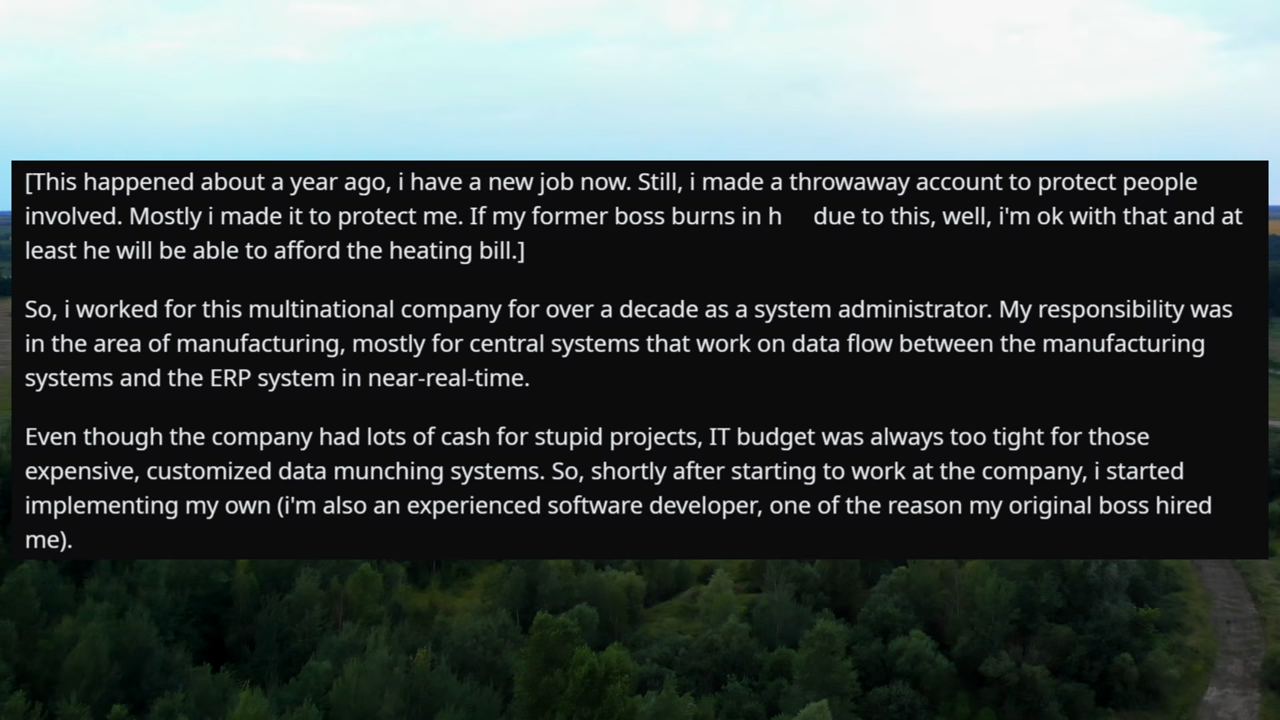 [This happened about a year ago, i have a new job now. Still, i made a throwaway account to protect people
involved. Mostly i made it to protect me. If my former boss burns in h due to this, well, i'm ok with that and at
least he will be able to afford the heating bill.]
So, i worked for this multinational company for over a decade as a system administrator. My responsibility was
in the area of manufacturing, mostly for central systems that work on data flow between the manufacturing
systems and the ERP system in near-real-time.
Even though the company had lots of cash for stupid projects, IT budget was always too tight for those
expensive, customized data munching systems. So, shortly after starting to work at the company, i started
implementing my own (i'm also an experienced software developer, one of the reason my original boss hired
me).